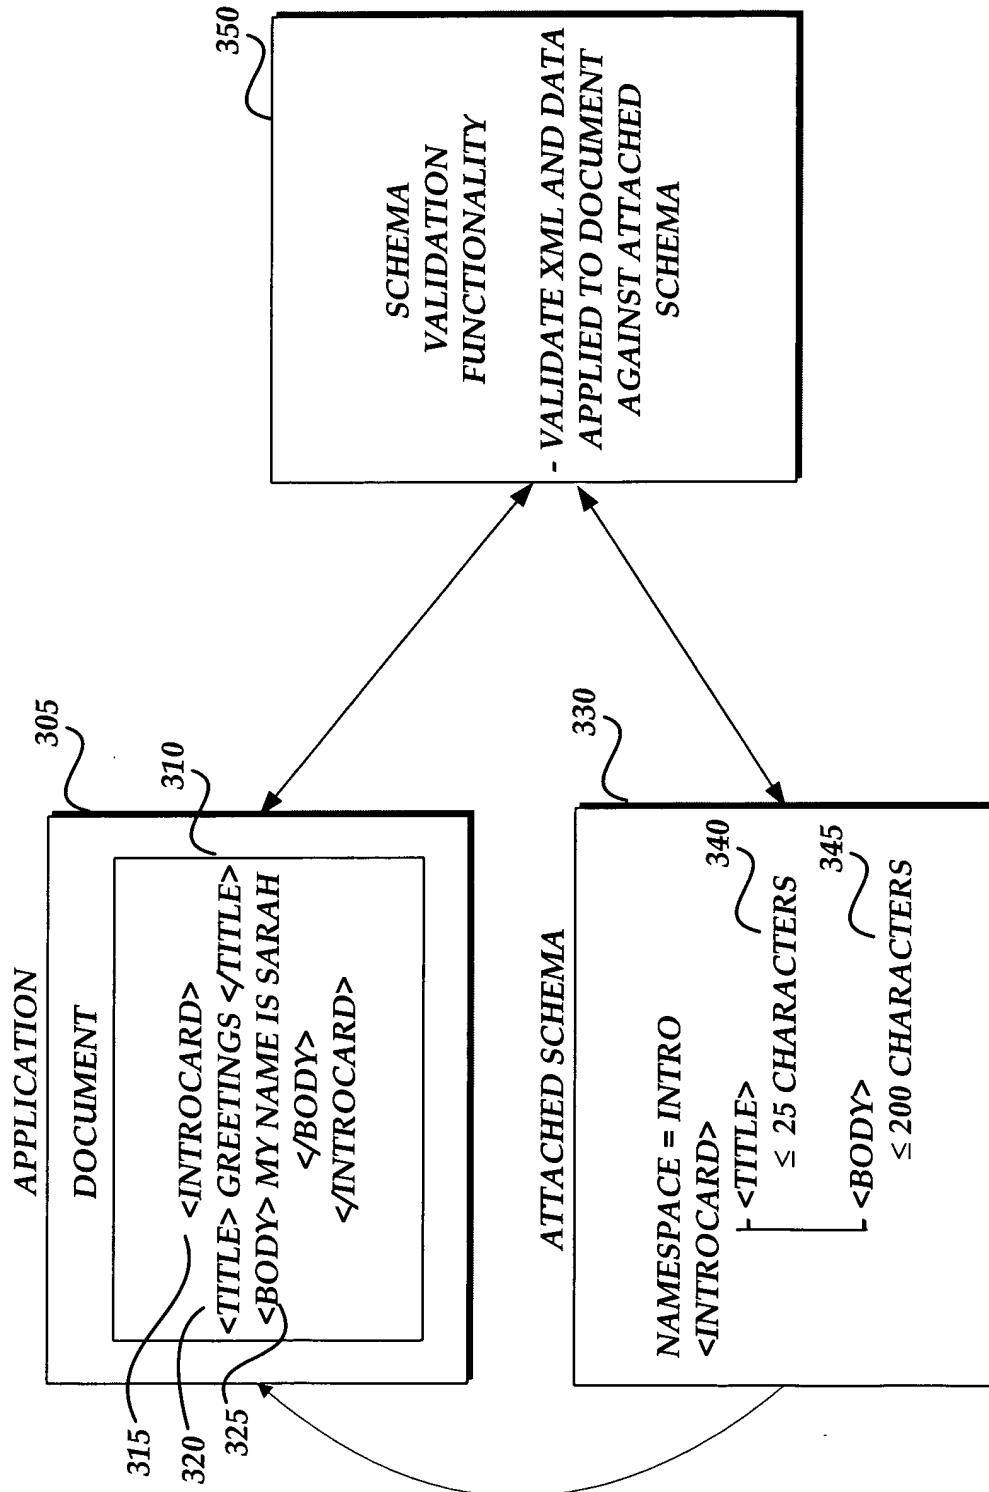 APPLICATION
305
DOCUMENT
310
315
<INTROCARD>
320
<TITLE> GREETINGS </TITLE>
325
<BODY> MY NAME IS SARAH
</BODY>
</INTROCARD>
ATTACHED SCHEMA
330
NAMESPACE = INTRO
<INTROCARD>
<TITLE>
340
≤ 25 CHARACTERS
<BODY>
345
≤ 200 CHARACTERS
350
SCHEMA
VALIDATION
FUNCTIONALITY
- VALIDATE XML AND DATA
APPLIED TO DOCUMENT
AGAINST ATTACHED
SCHEMA